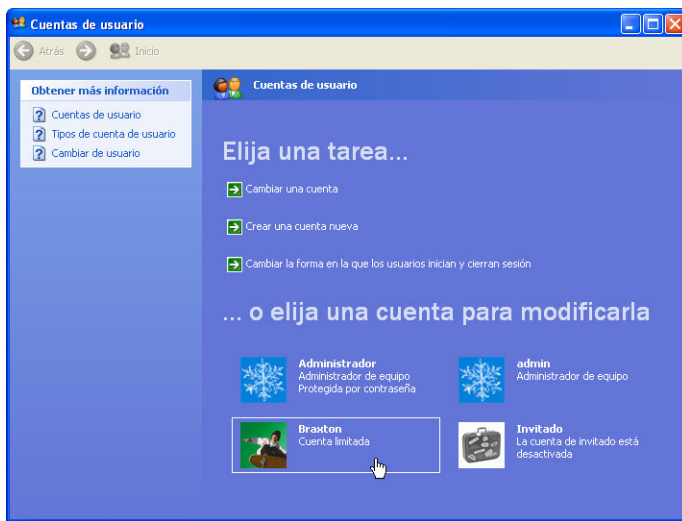 Cuentas de usuario
Atrás
Inicio
Obtener más información
Cuentas de usuario
Tipos de cuenta de usuario
Cambiar de usuario
Cuentas de usuario
Elija una tarea...
Cambiar una cuenta
Crear una cuenta nueva
Cambiar la forma en la que los usuarios inician y cierran sesión
... o elija una cuenta para modificarla
Administrador
Administrador de equipo
Protegida por contraseña
admin
Administrador de equipo
Braxton
Cuenta limitada
Invitado
La cuenta de invitado está
desactivada